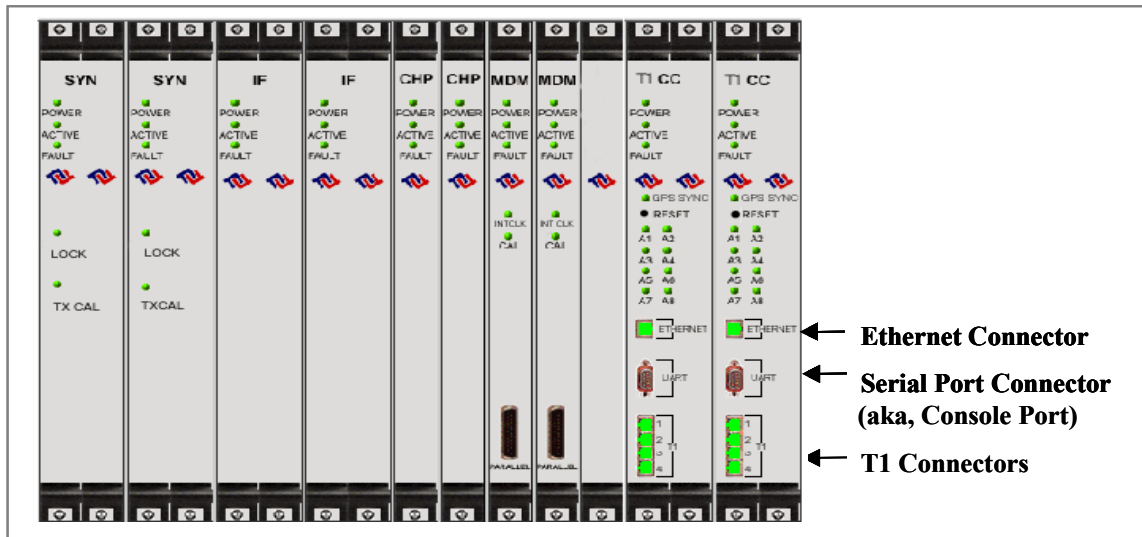 SYN
POWER
ACTIVE
FAULT
LOCK
TX CAL
SYN
POWER
ACTIVE
FAULT
LOCK
TXCAL
IF
POWER
ACTIVE
FAULT
IF
POWER
ACTIVE
FAULT
CHP
POWER
ACTIVE
FAULT
CHP
POWER
ACTIVE
FAULT
MDM
POWER
ACTIVE
FAULT
INT CLK
CAL
PARALLEL
MDM
POWER
ACTIVE
FAULT
INT CLK
CAL
PARALLEL
T1 CC
POWER
ACTIVE
FAULT
GPS SYNC
RESET
A1 A2
A3 A4
A5 A6
A7 A8
ETHERNET
UART
1
2
3
4
T1
T1 CC
POWER
ACTIVE
FAULT
GPS SYNC
RESET
A1 A2
A3 A4
A5 A6
A7 A8
ETHERNET
UART
1
2
3
4
T1
Ethernet Connector
Serial Port Connector
(aka, Console Port)
T1 Connectors